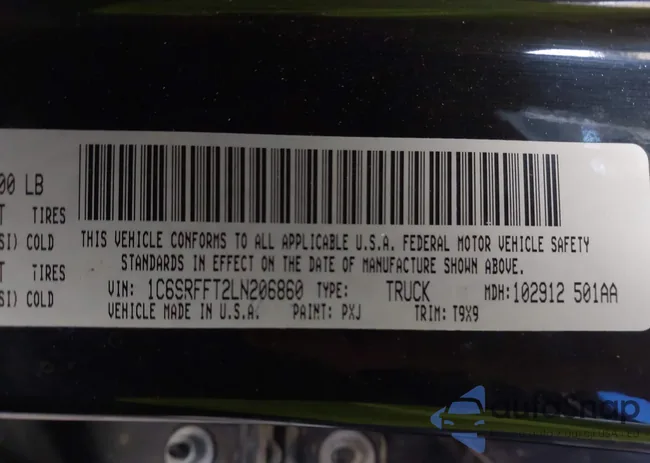 00 LB
TIRES
SI) COLD
TIRES
SI) COLD
THIS VEHICLE CONFORMS TO ALL APPLICABLE U.S.A. FEDERAL MOTOR VEHICLE SAFETY
STANDARDS IN EFFECT ON THE DATE OF MANUFACTURE SHOWN ABOVE.
VIN: 1C6SRFFT2LN206860 TYPE: TRUCK MDH:102912 501AA
VEHICLE MADE IN U.S.A. PAINT: PXJ TRIM: T9X9
autoSnap